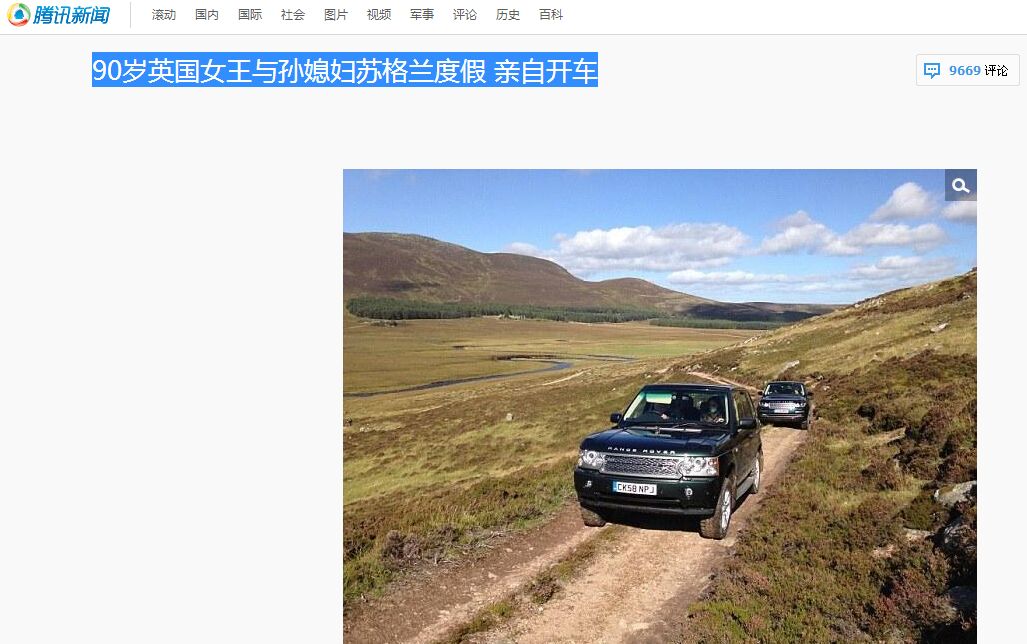 腾讯新闻 滚动 国内 国际 社会 图片 视频 军事 评论 历史 百科
90岁英国女王与孙媳妇苏格兰度假 亲自开车
9669 评论
RANGE ROVER
CK58 NPJ